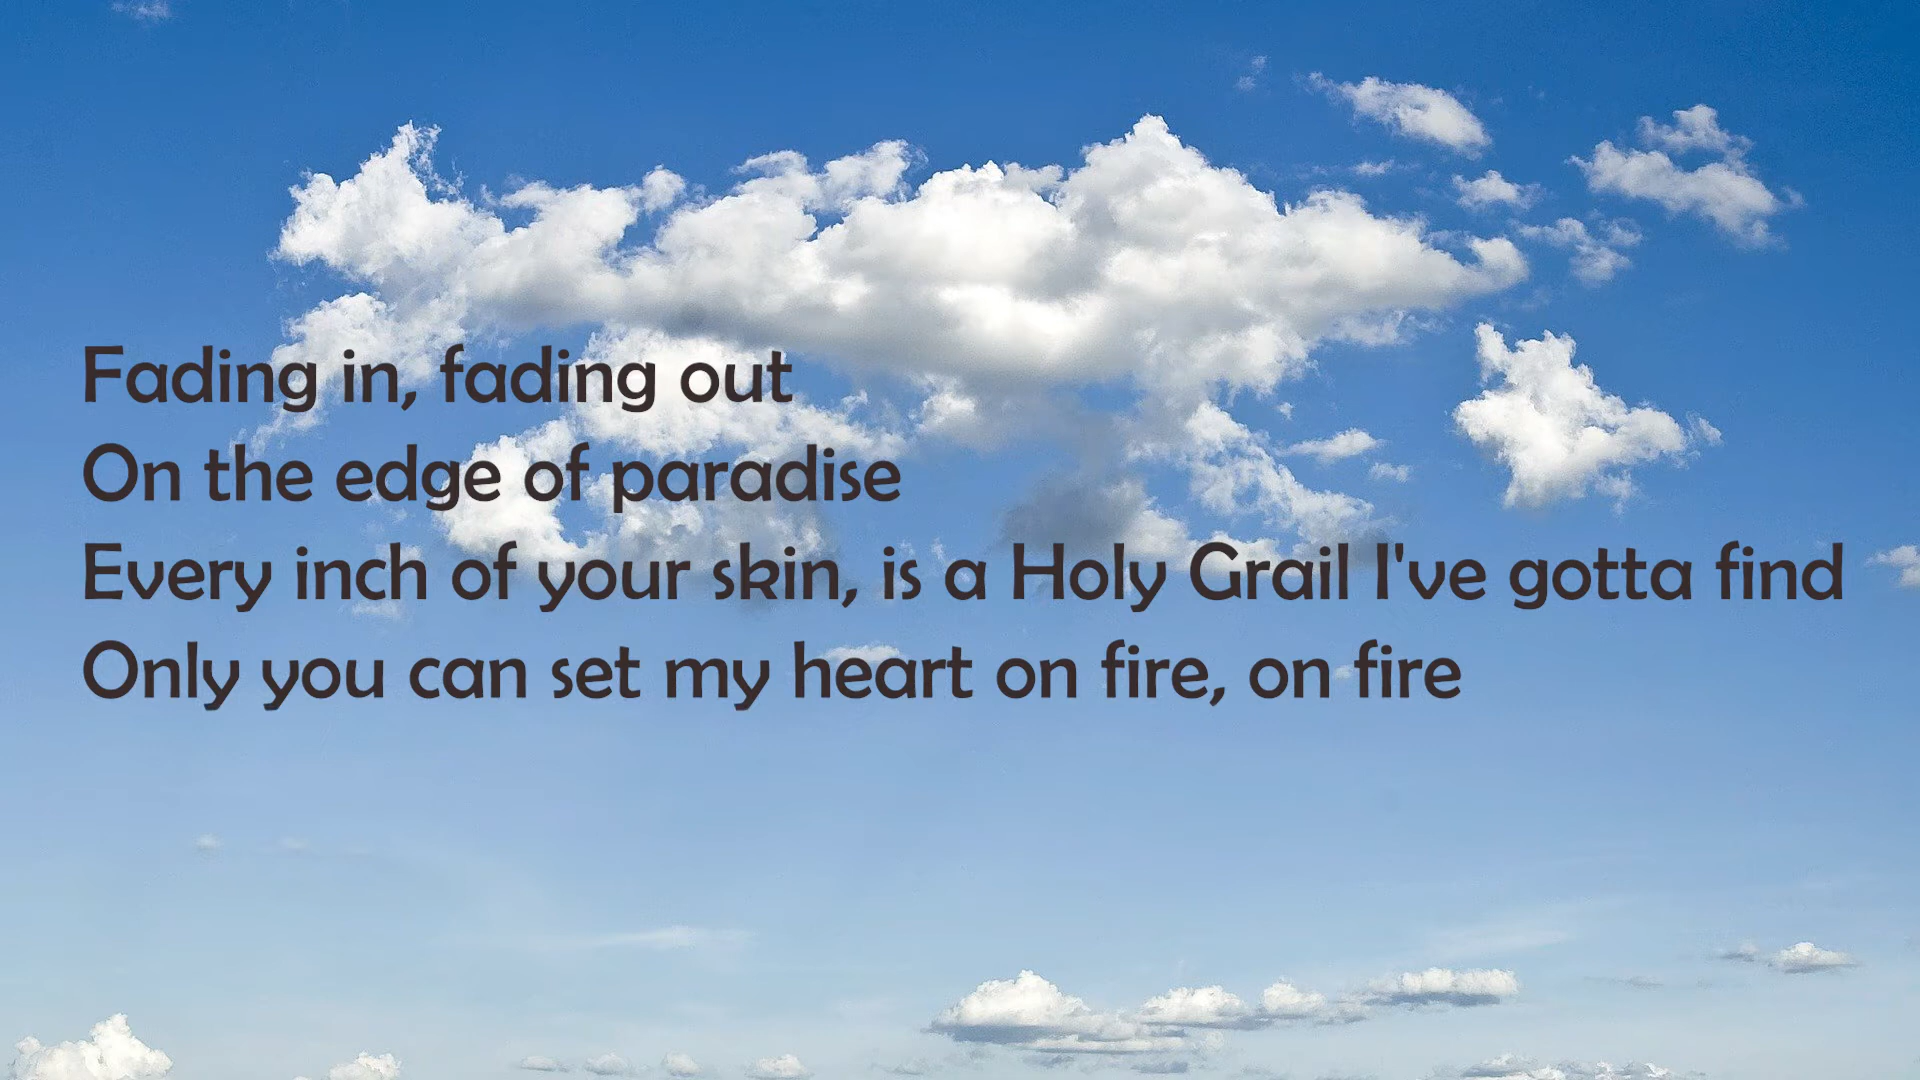 Fading in, fading out
On the edge of paradise
Every inch of your skin, is a Holy Grail I've gotta find
Only you can set my heart on fire, on fire